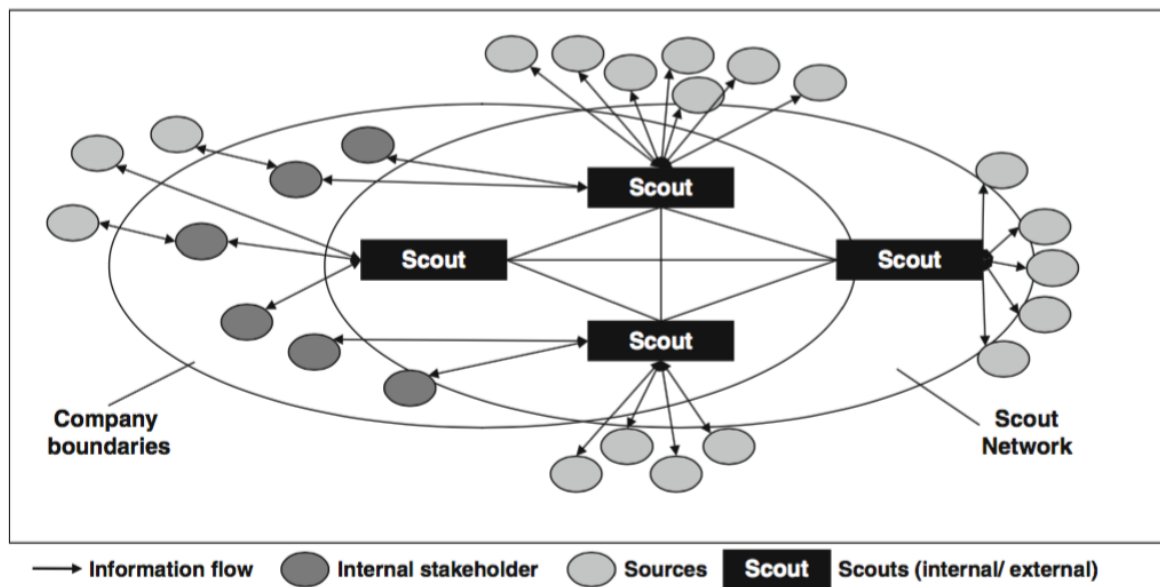 Scout
Scout
Scout
Scout
Company
boundaries
Scout
Network
Information flow
Internal stakeholder
Sources
Scout
Scouts (internal/ external)